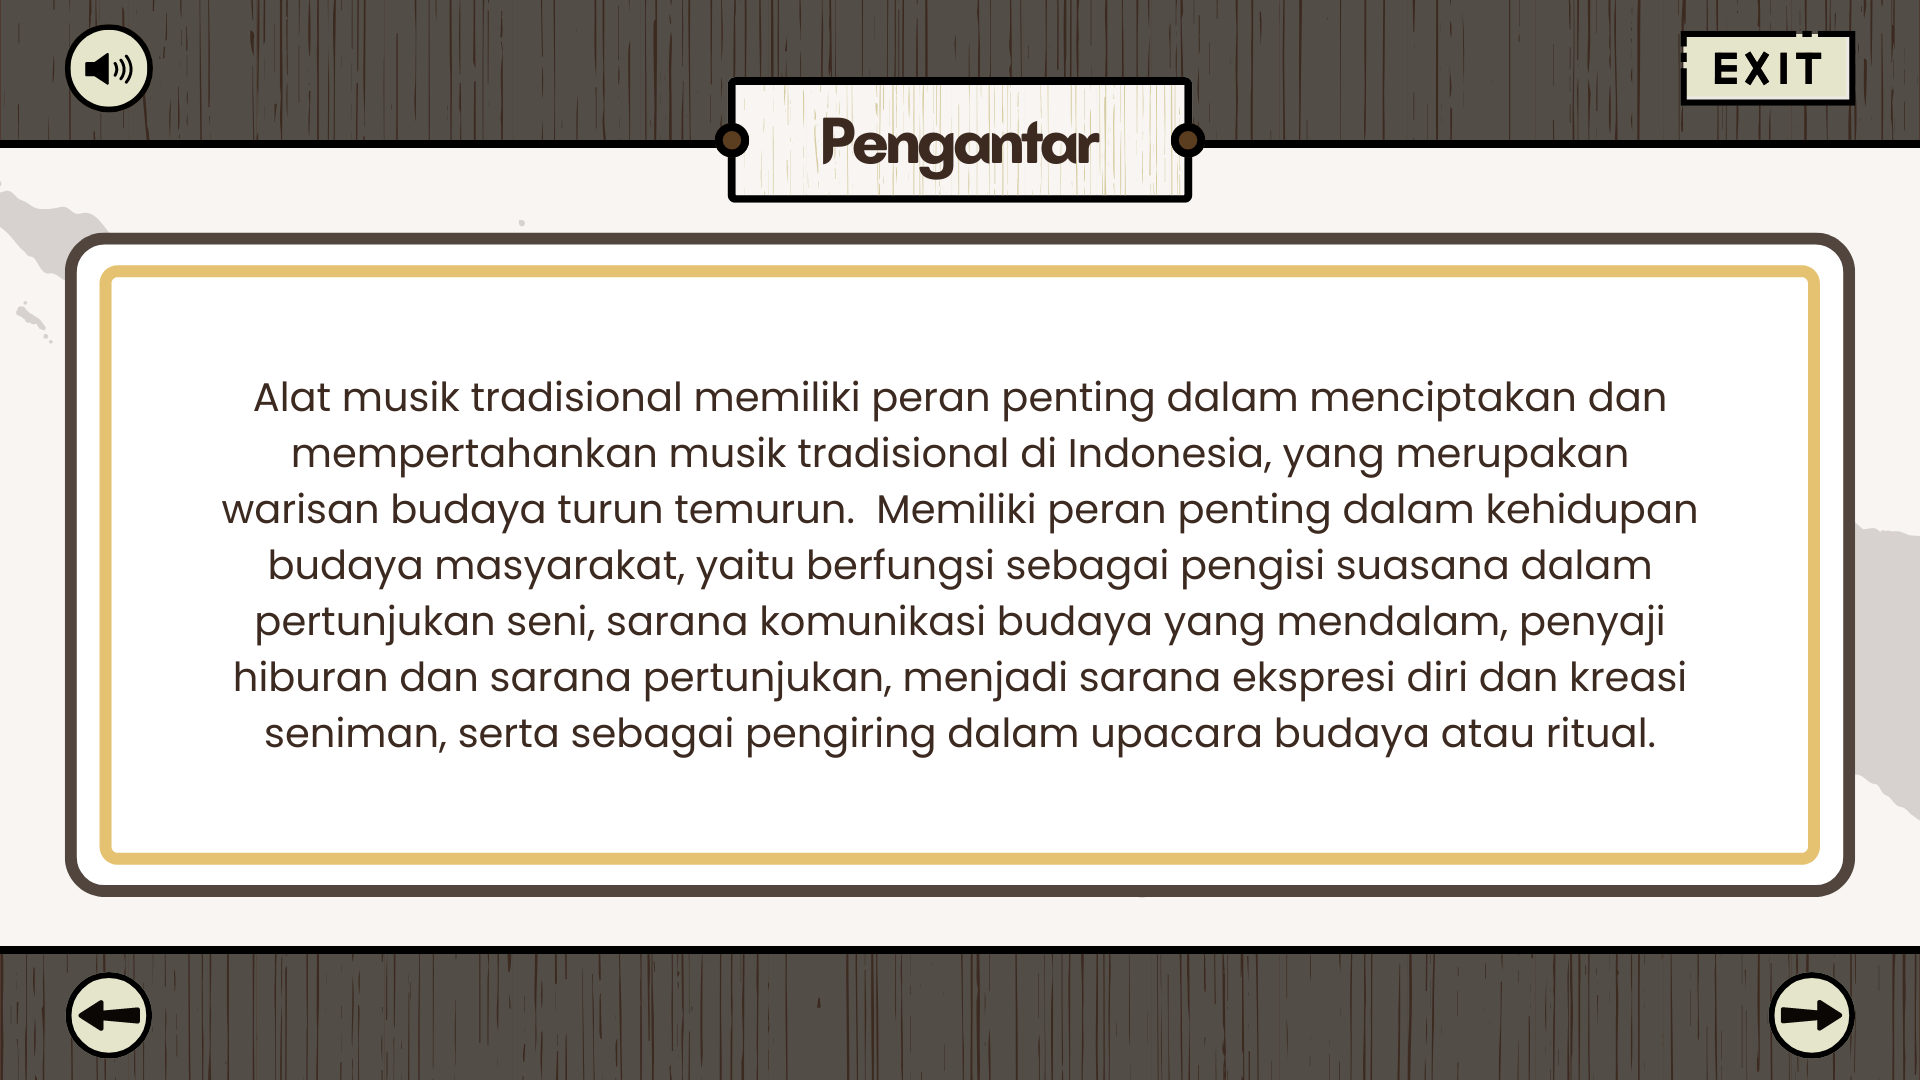 EXIT
Pengantar
Alat musik tradisional memiliki peran penting dalam menciptakan dan
mempertahankan musik tradisional di Indonesia, yang merupakan
warisan budaya turun temurun.  Memiliki peran penting dalam kehidupan
budaya masyarakat, yaitu berfungsi sebagai pengisi suasana dalam
pertunjukan seni, sarana komunikasi budaya yang mendalam, penyaji
hiburan dan sarana pertunjukan, menjadi sarana ekspresi diri dan kreasi
seniman, serta sebagai pengiring dalam upacara budaya atau ritual.